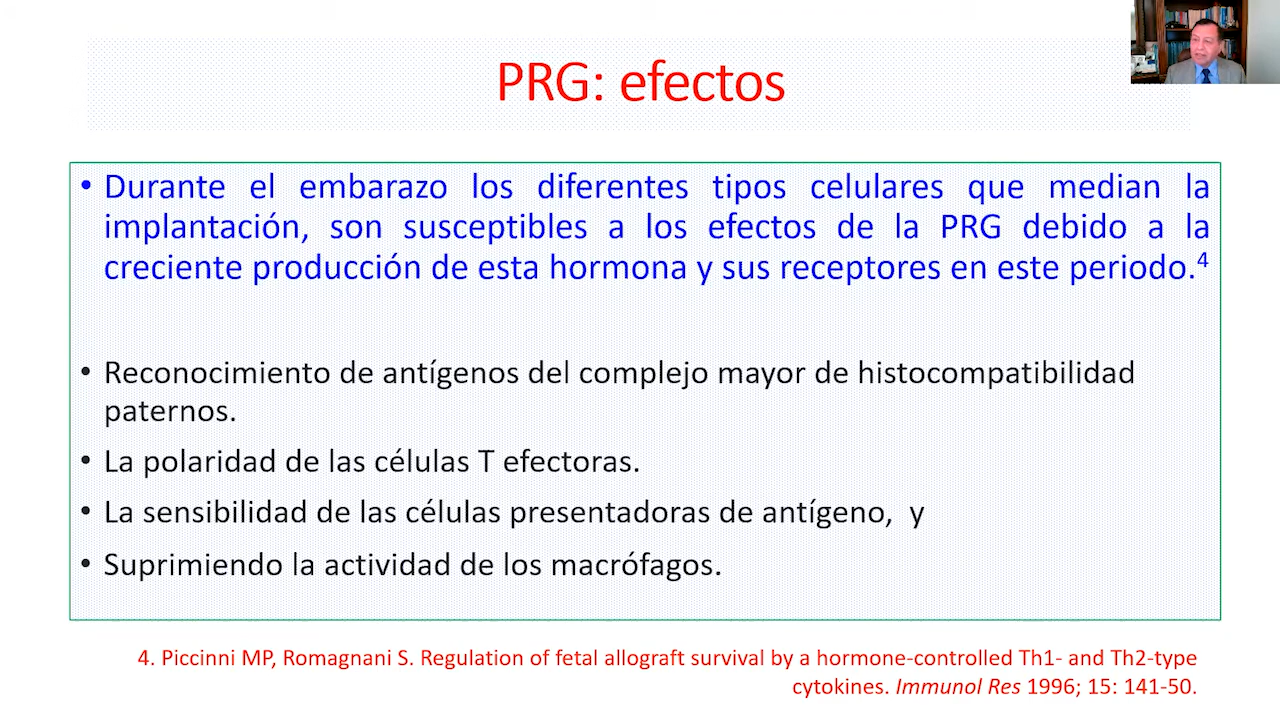 PRG: efectos
• Durante el embarazo los diferentes tipos celulares que median la
implantación, son susceptibles a los efectos de la PRG debido a la
creciente producción de esta hormona y sus receptores en este periodo.4
• Reconocimiento de antígenos del complejo mayor de histocompatibilidad
paternos.
• La polaridad de las células T efectoras.
• La sensibilidad de las células presentadoras de antígeno, y
• Suprimiendo la actividad de los macrófagos.
4. Piccinni MP, Romagnani S. Regulation of fetal allograft survival by a hormone-controlled Th1- and Th2-type
cytokines. Immunol Res 1996; 15: 141-50.